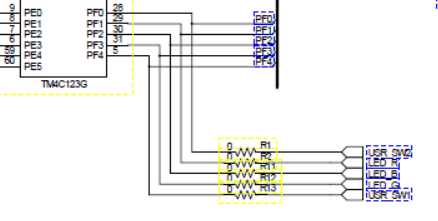 9 PE0 PF0 28 PF0
8 PE1 PF1 29 PF1
7 PE2 PF2 30 PF2
6 PE3 PF3 31 PF3
59 PE4 PF4 5 PF4
60 PE5
TM4C123G
0 R1 USR_SW2
0 R2 LED_R
0 R11 LED_B
0 R12 LED_G
0 R13 USR_SW1